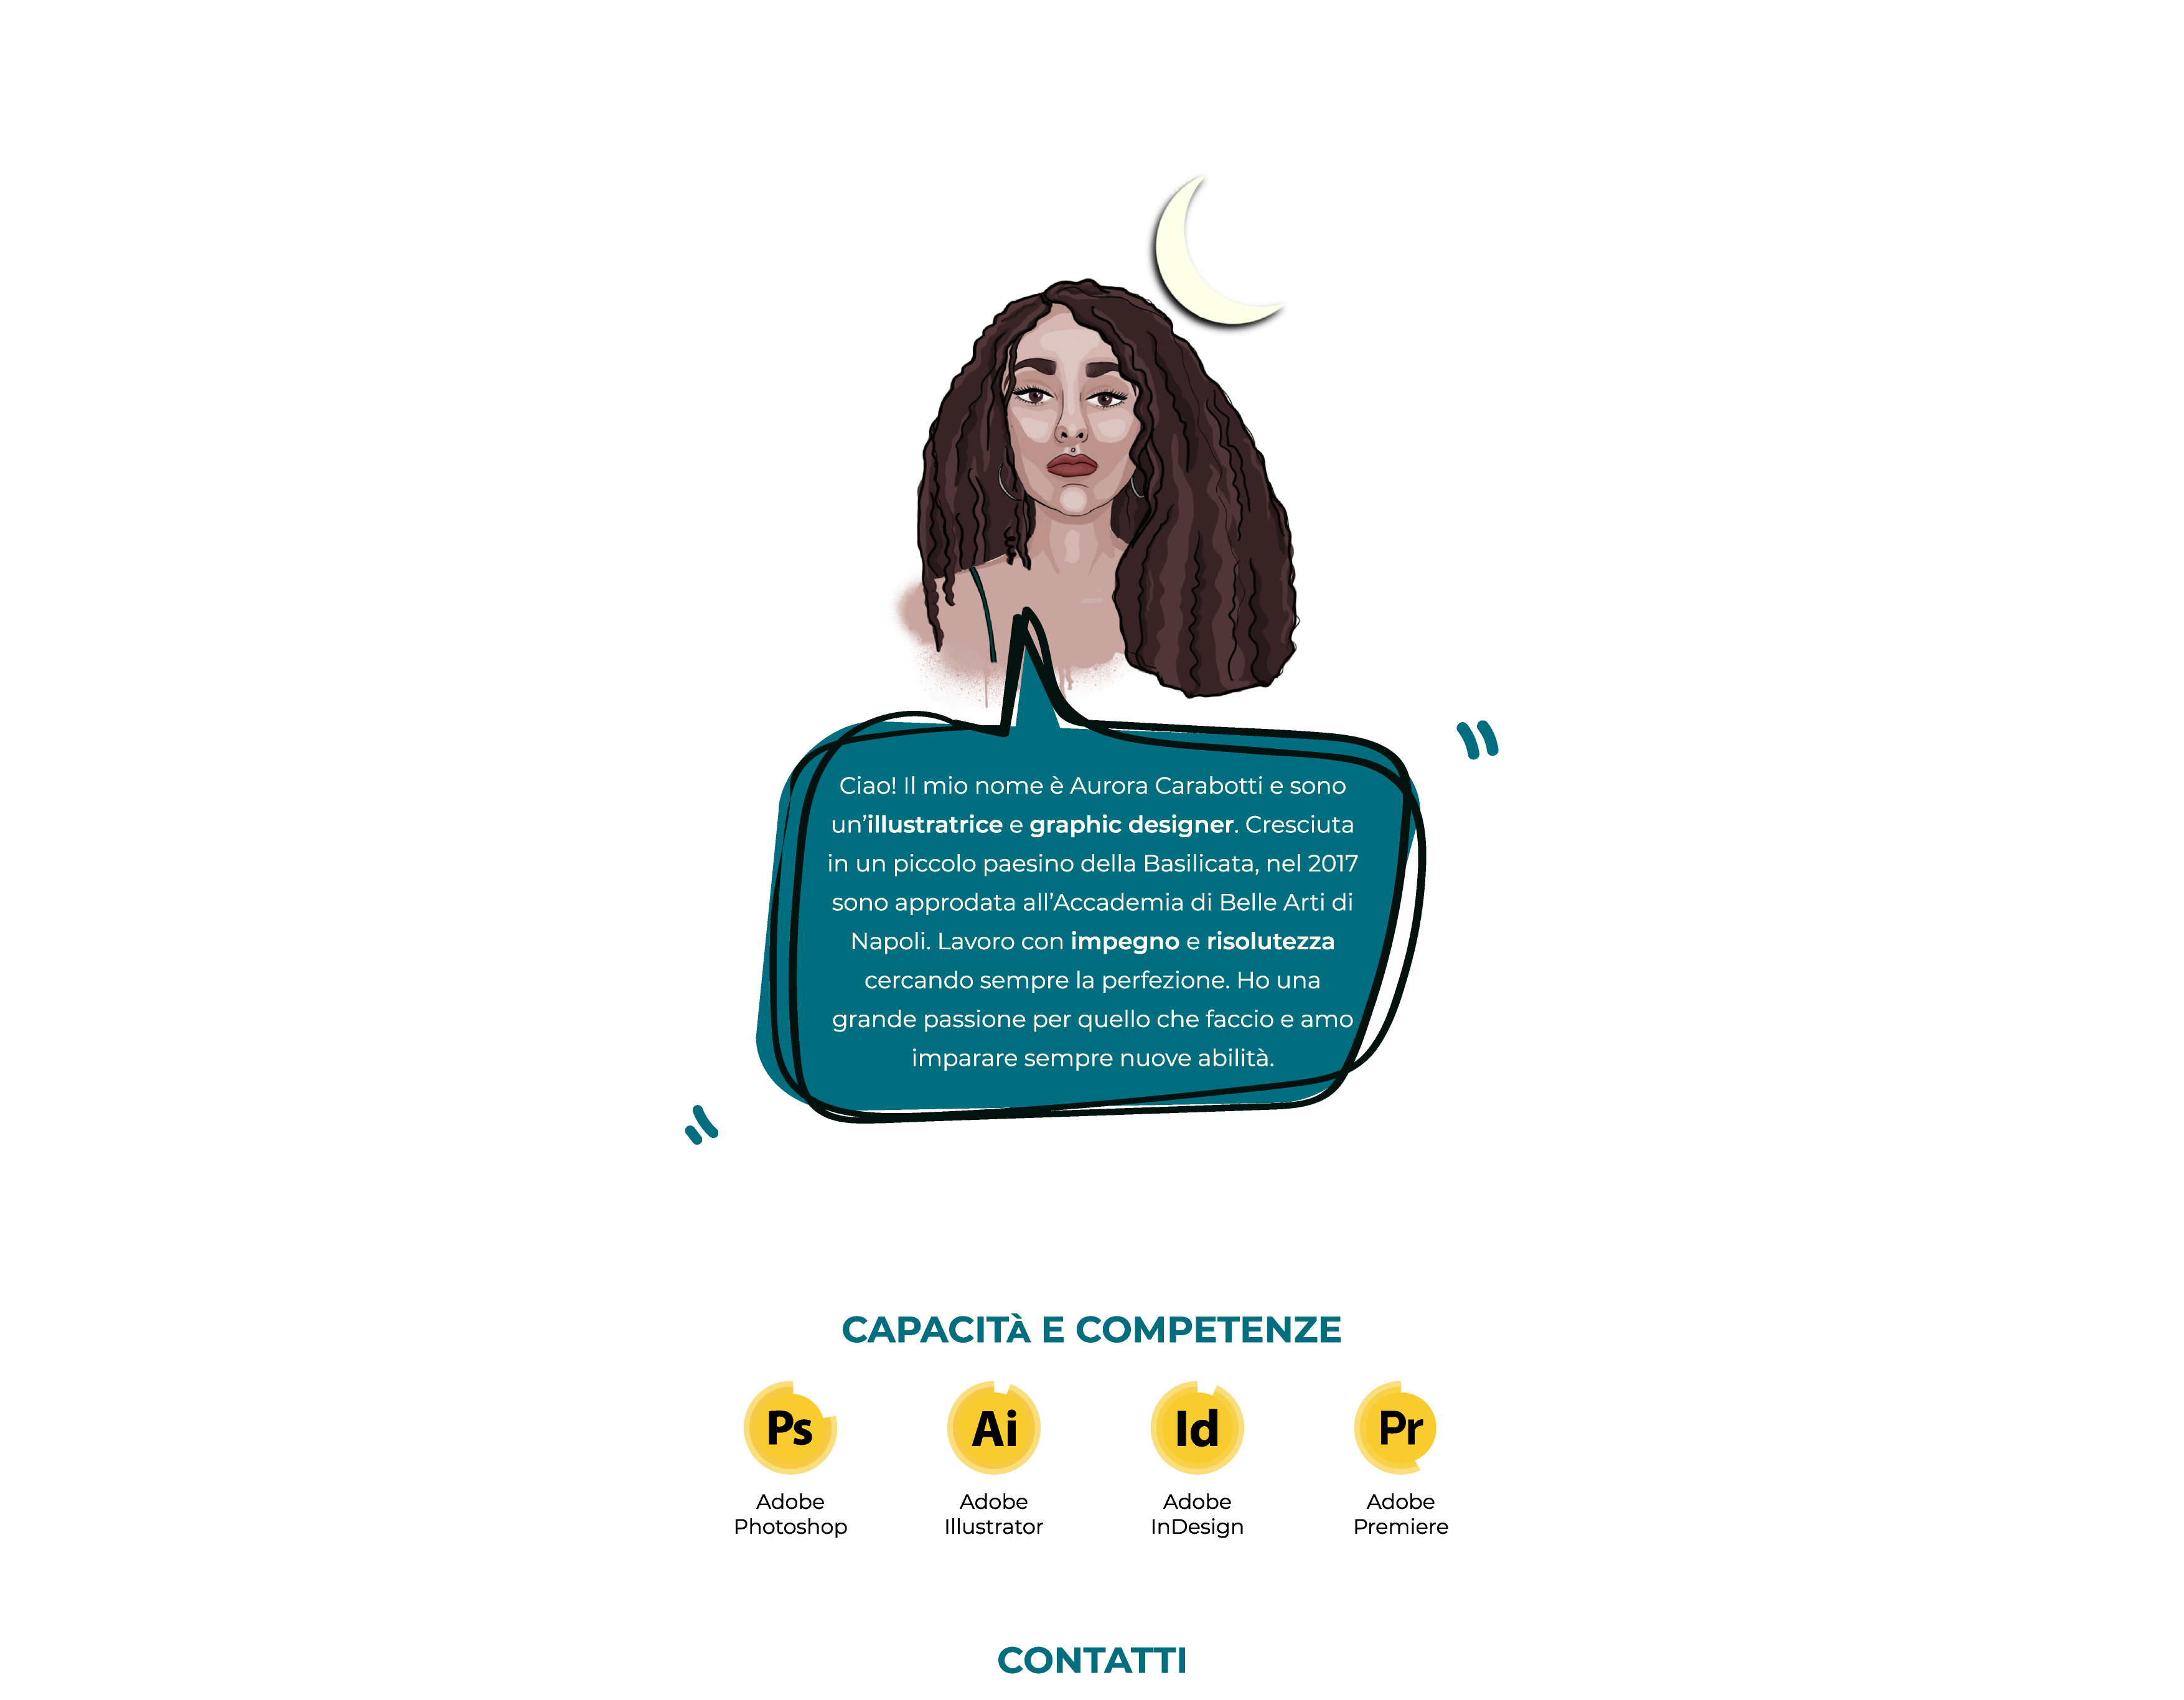 Ciao! Il mio nome è Aurora Carabotti e sono
un’illustratrice e graphic designer. Cresciuta
in un piccolo paesino della Basilicata, nel 2017
sono approdata all’Accademia di Belle Arti di
Napoli. Lavoro con impegno e risolutezza
cercando sempre la perfezione. Ho una
grande passione per quello che faccio e amo
imparare sempre nuove abilità.
CAPACITÀ E COMPETENZE
Ps Ai Id Pr
Adobe Adobe Adobe Adobe
Photoshop Illustrator InDesign Premiere
CONTATTI